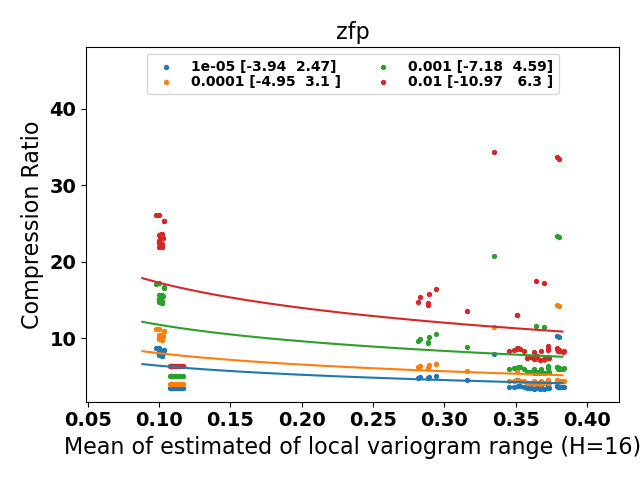 zfp
1e-05 [-3.94  2.47]
0.0001 [-4.95  3.1 ]
0.001 [-7.18  4.59]
0.01 [-10.97   6.3 ]
Compression Ratio
40
30
20
10
0.05 0.10 0.15 0.20 0.25 0.30 0.35 0.40
Mean of estimated of local variogram range (H=16)